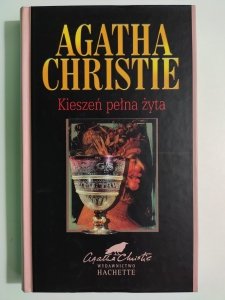 AGATHA
CHRISTIE
Kieszeń pełna żyta
Agatha Christie
WYDAWNICTWO
HACHETTE